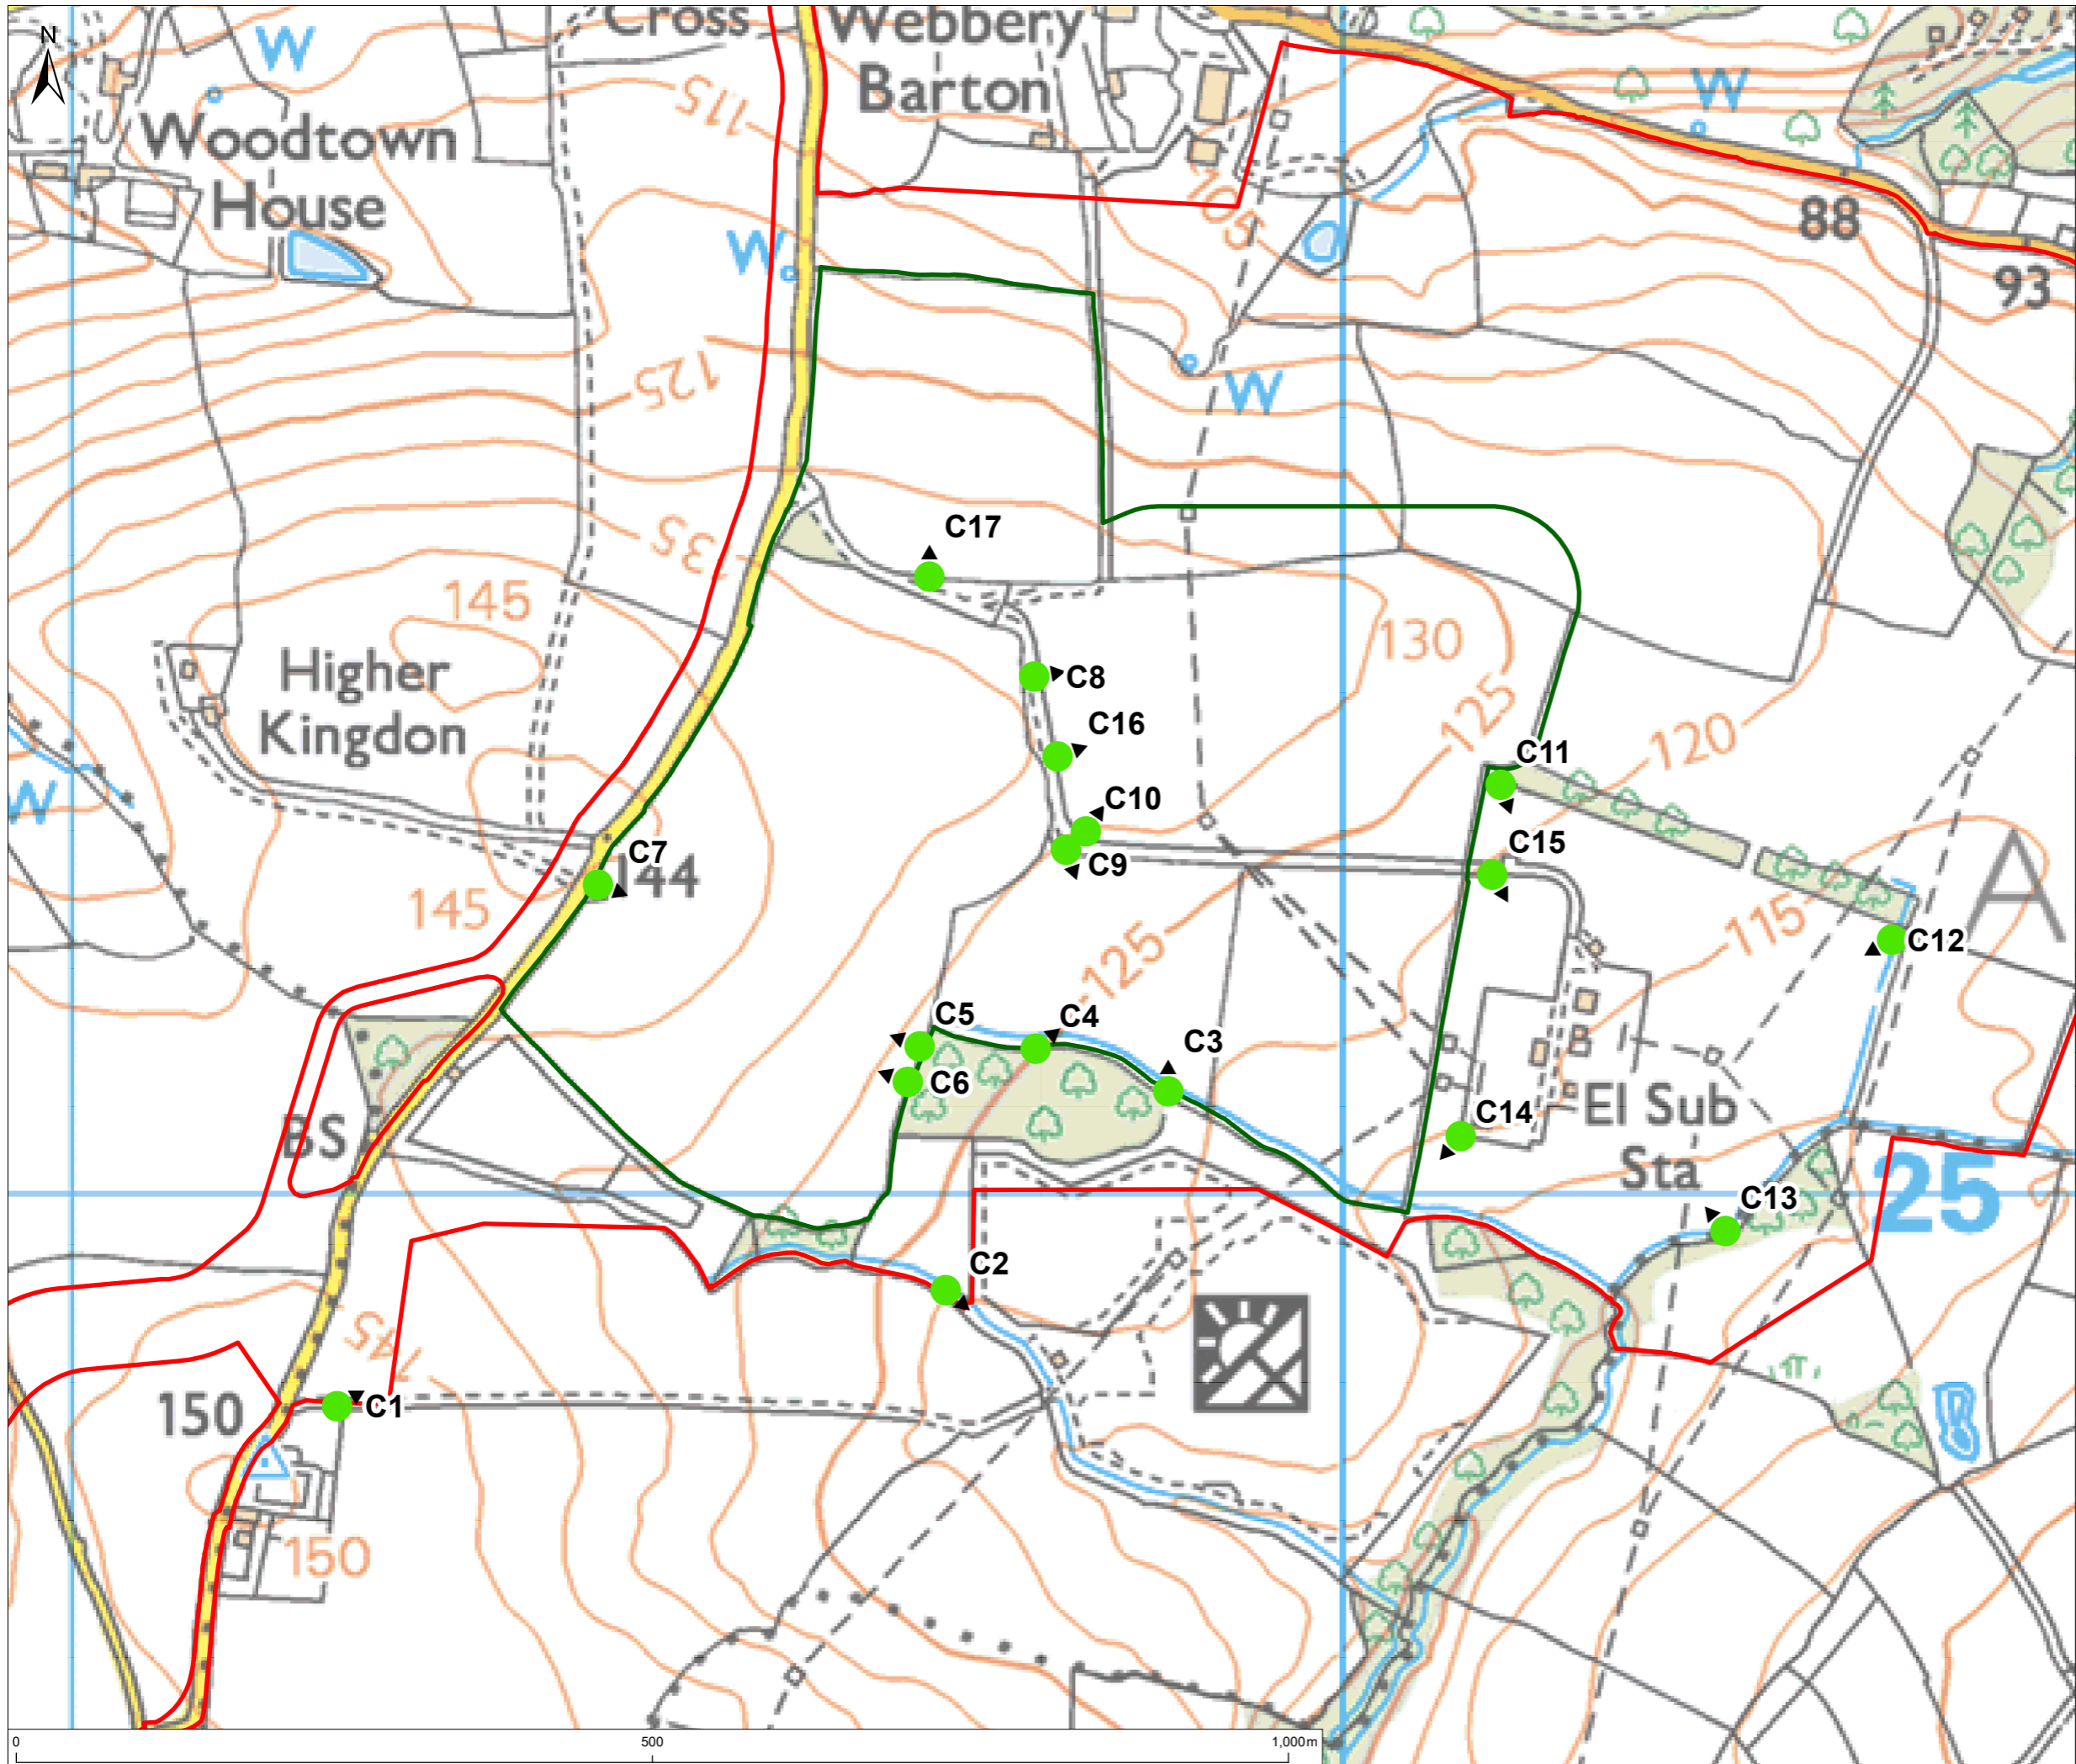 N
Cross
Webbery
Barton
W
W
115
Woodtown
House
105
88
W
93
125
W
C17
135
145
130
C8
Higher
Kingdon
C16
125
120
C11
W
C10
C7
144
C9
C15
145
115
A
C12
125
C5
C4
C3
C6
BS
C14
El Sub
Sta
25
C13
C2
145
150
C1
150
0
500
1,000m